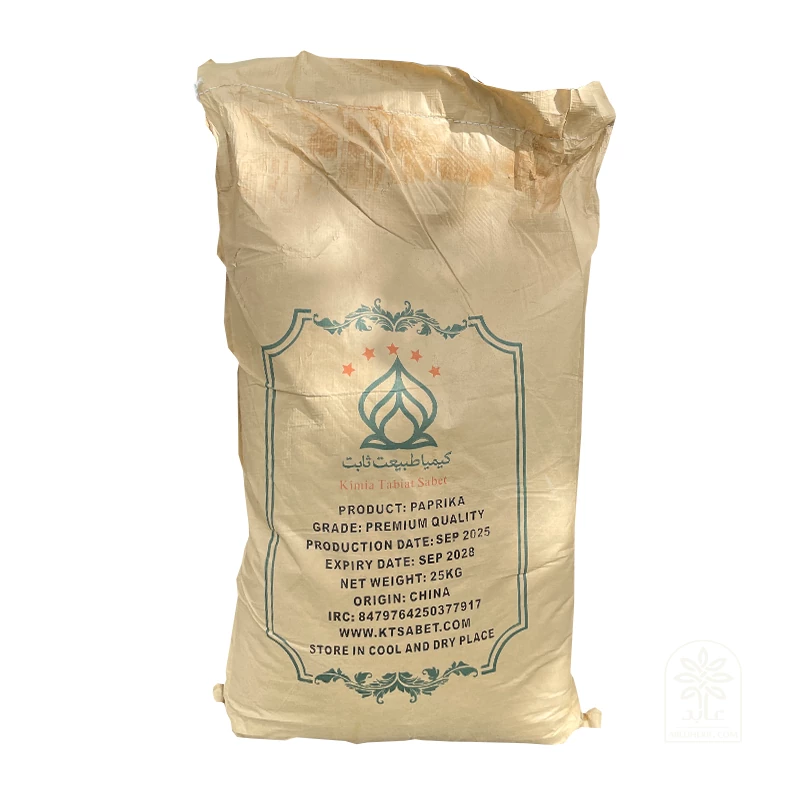 کیمیا طبیعت ثابت
Kimia Tabiat Sabet
PRODUCT: PAPRIKA
GRADE: PREMIUM QUALITY
PRODUCTION DATE: SEP 2025
EXPIRY DATE: SEP 2028
NET WEIGHT: 25KG
ORIGIN: CHINA
IRC: 8479764250377917
WWW.KTSABET.COM
STORE IN COOL AND DRY PLACE
عابد